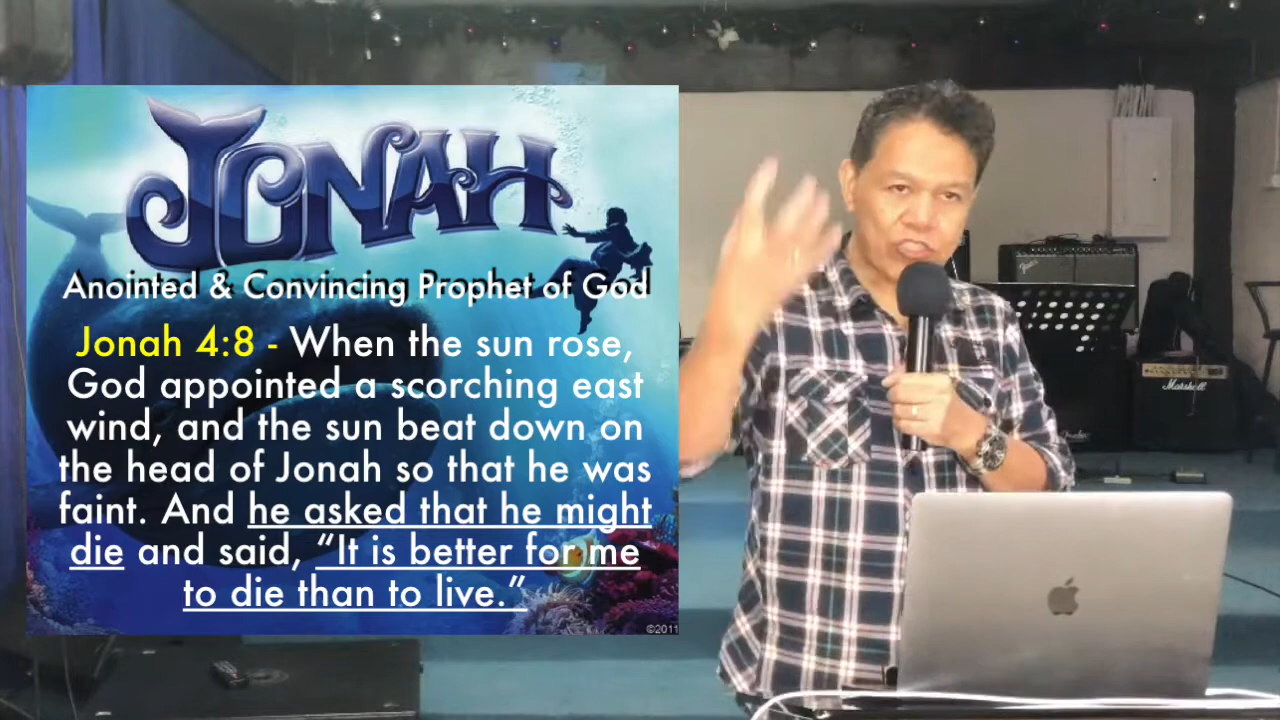 JONAH
Anointed & Convincing Prophet of God
Jonah 4:8 - When the sun rose,
God appointed a scorching east
wind, and the sun beat down on
the head of Jonah so that he was
faint. And he asked that he might
die and said, “It is better for me
to die than to live.”
©2011
Fender
Marshall